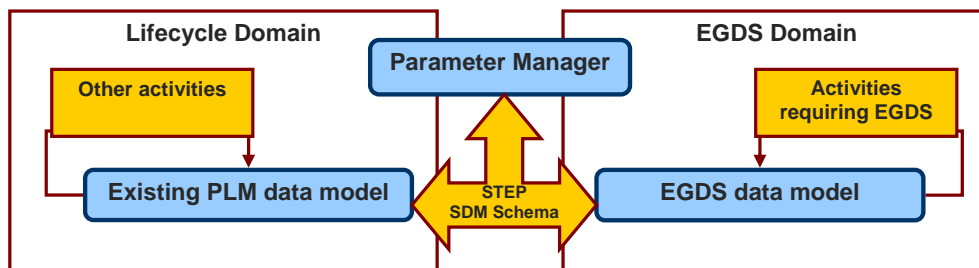 Lifecycle Domain
EGDS Domain
Parameter Manager
Other activities
Activities
requiring EGDS
Existing PLM data model
STEP
SDM Schema
EGDS data model